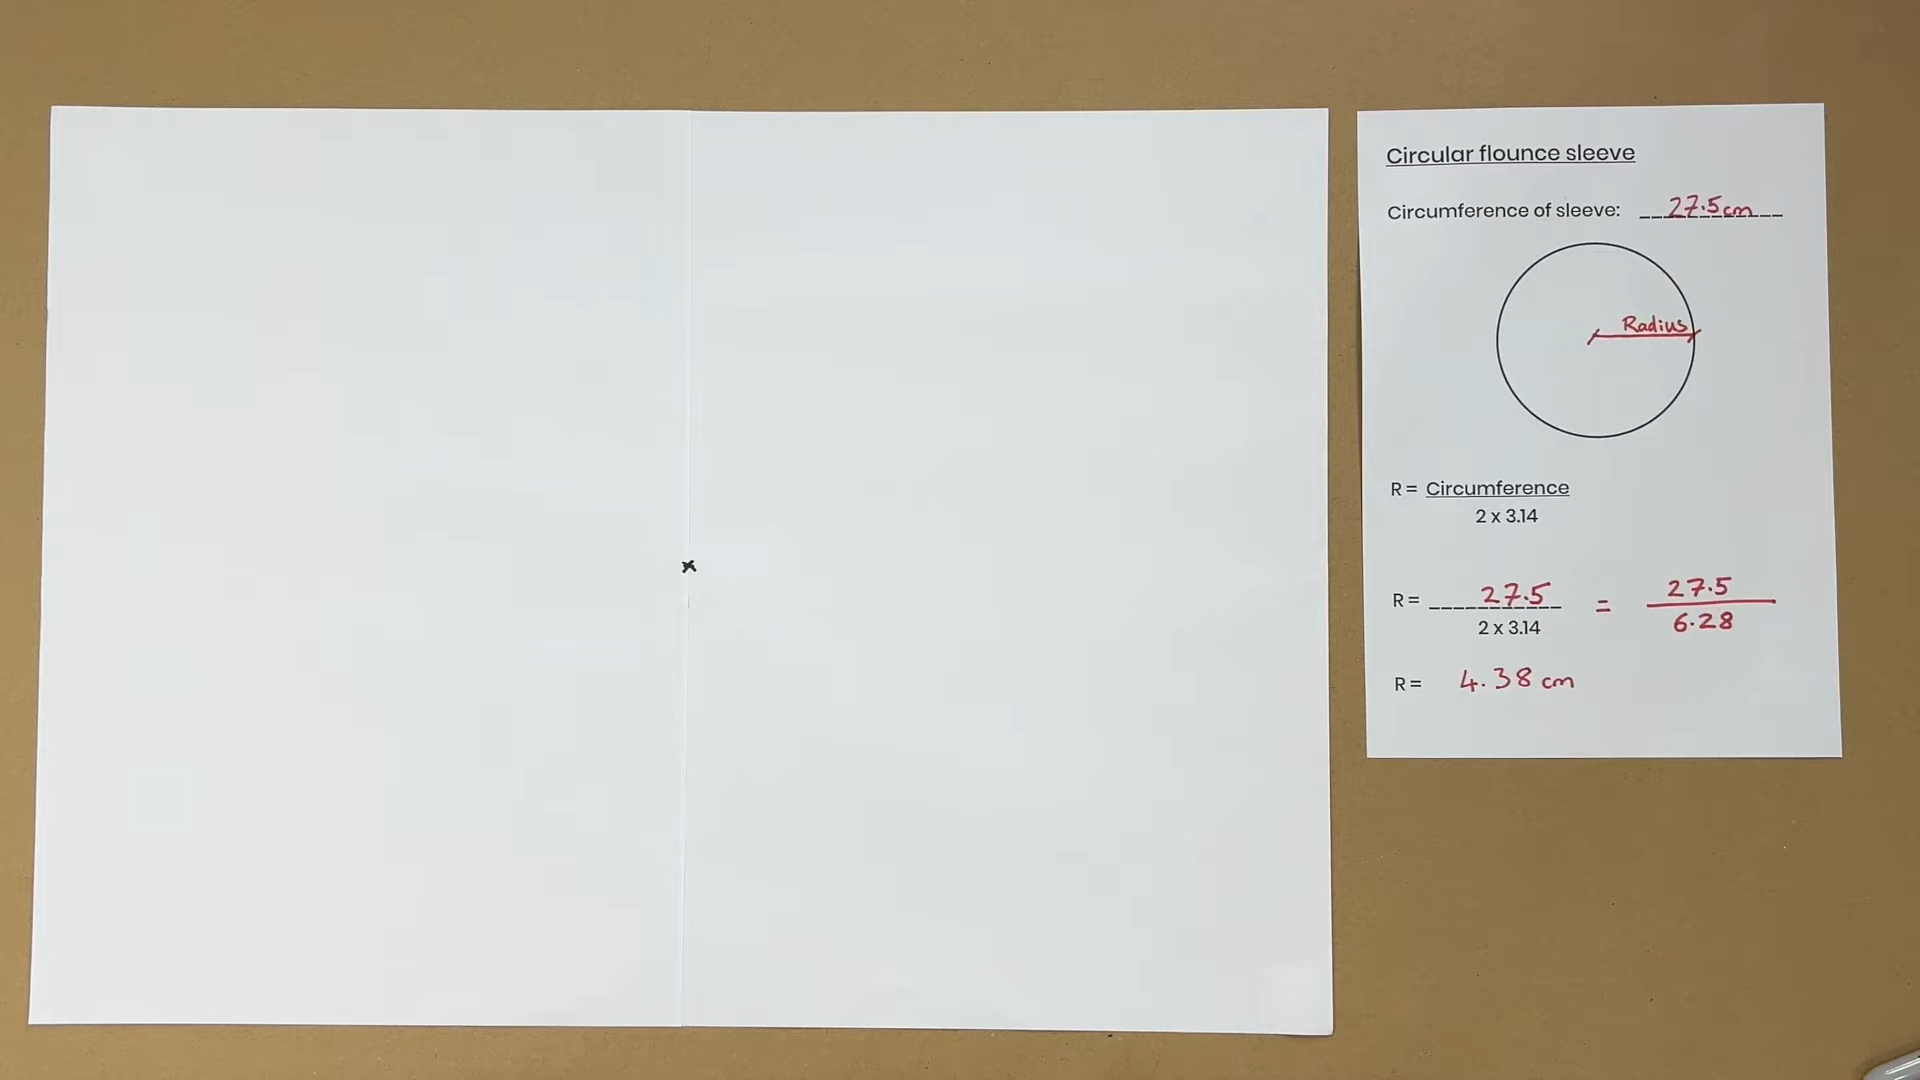 Circular flounce sleeve
Circumference of sleeve: 27.5cm
Radius
R = Circumference
2 x 3.14
R = 27.5 = 27.5
2 x 3.14 6.28
R = 4.38 cm